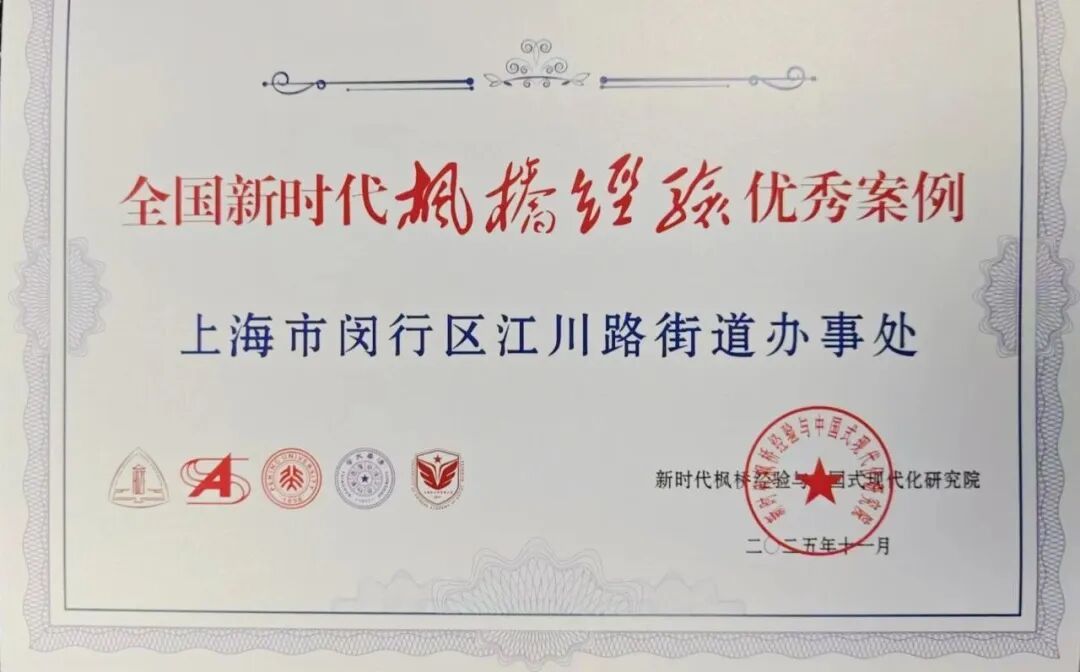 全国新时代枫橋经验优秀案例
上海市闵行区江川路街道办事处
新时代枫桥经验与中国式现代化研究院
二〇二五年十一月